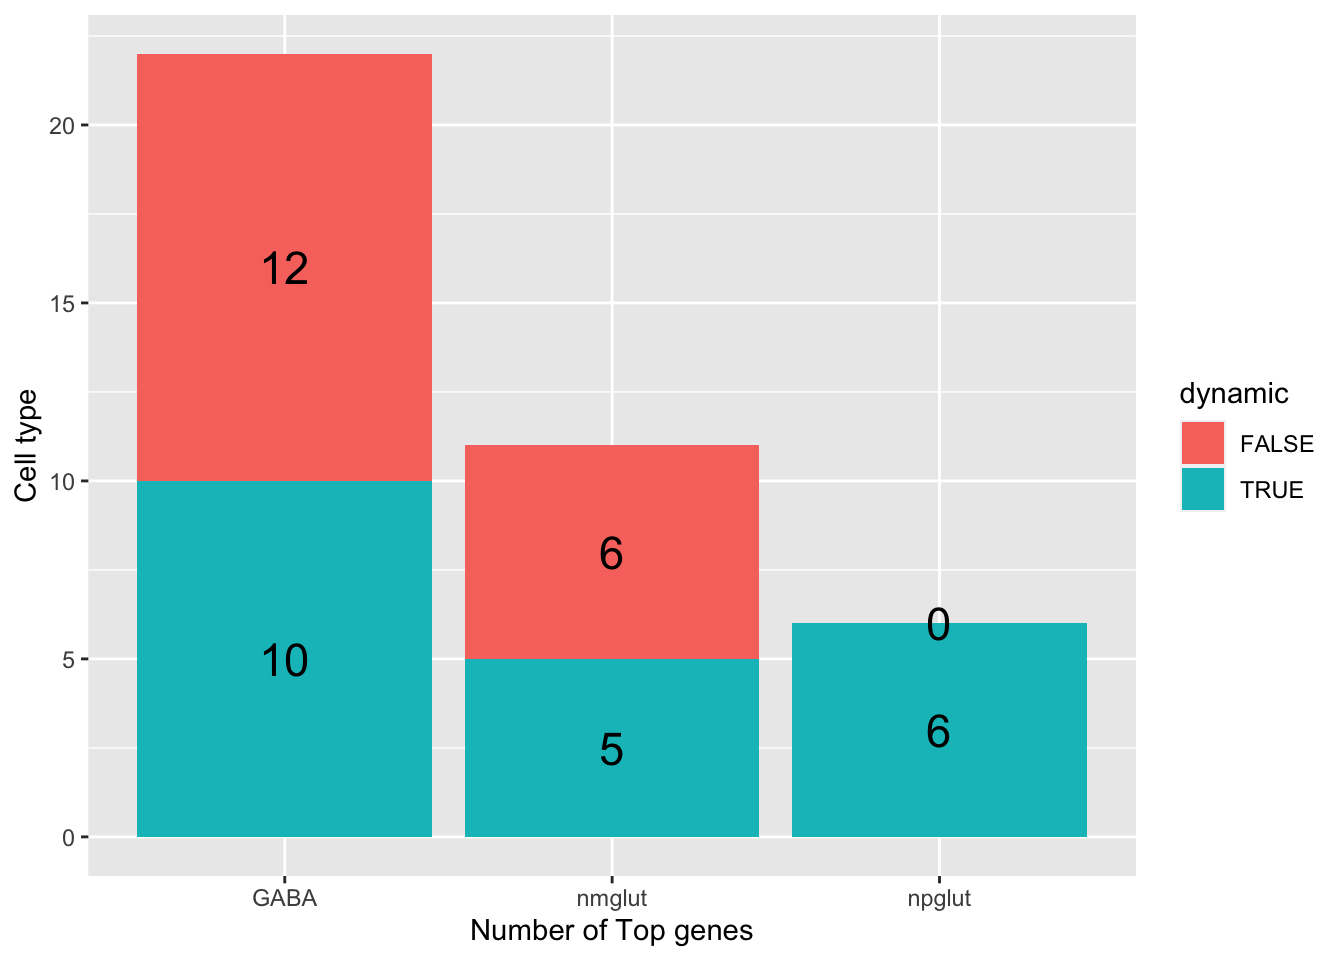 20
15
10
5
0
Cell type
12
10
6
5
0
6
GABA
nmglut
npglut
Number of Top genes
dynamic
FALSE
TRUE